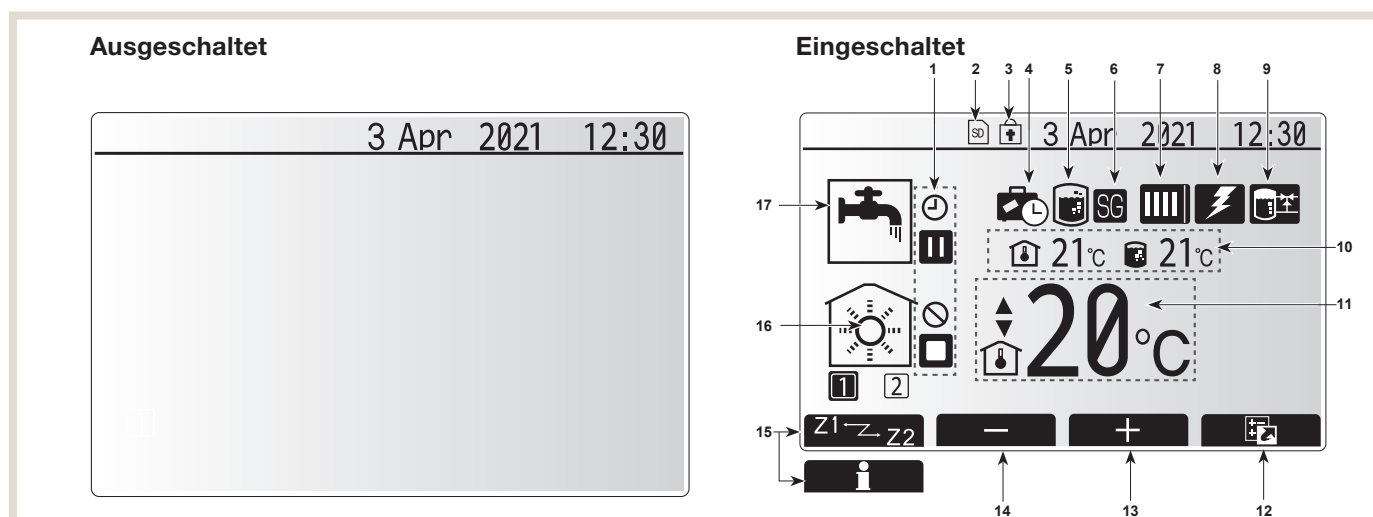 Ausgeschaltet
Eingeschaltet
1 2 3 4 5 6 7 8 9
3 Apr 2021 12:30
SD 3 Apr 2021 12:30
17
SG
21°C 21°C
10
20°C
11
16
1 2
15
Z1 Z2 − +
i
14 13 12